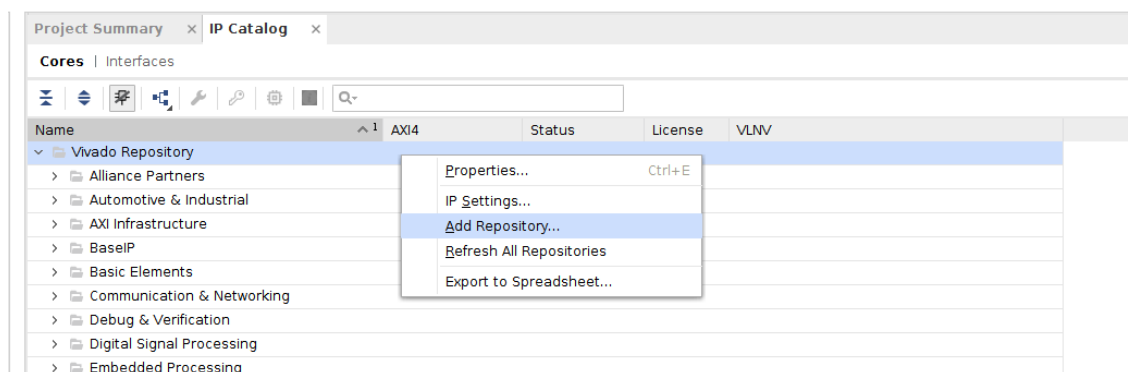 Project Summary × IP Catalog ×
Cores | Interfaces
Q
Name 1 AXI4 Status License VLNV
Vivado Repository
Properties... Ctrl+E
Alliance Partners
IP Settings...
Automotive & Industrial
Add Repository...
AXI Infrastructure
Refresh All Repositories
BaseIP
Basic Elements
Export to Spreadsheet...
Communication & Networking
Debug & Verification
Digital Signal Processing
Embedded Processing